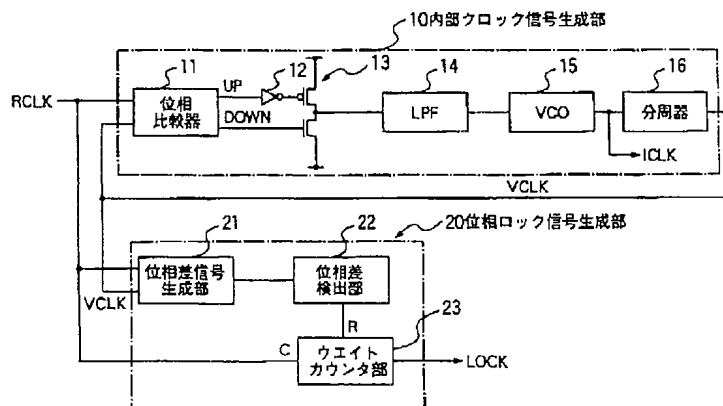 10内部クロック信号生成部
11
位相
比較器
RCLK
UP
DOWN
12
13
14
LPF
15
VCO
16
分周器
ICLK
VCLK
20位相ロック信号生成部
21
位相差信号
生成部
VCLK
22
位相差
検出部
R
23
C
ウエイト
カウンタ部
LOCK